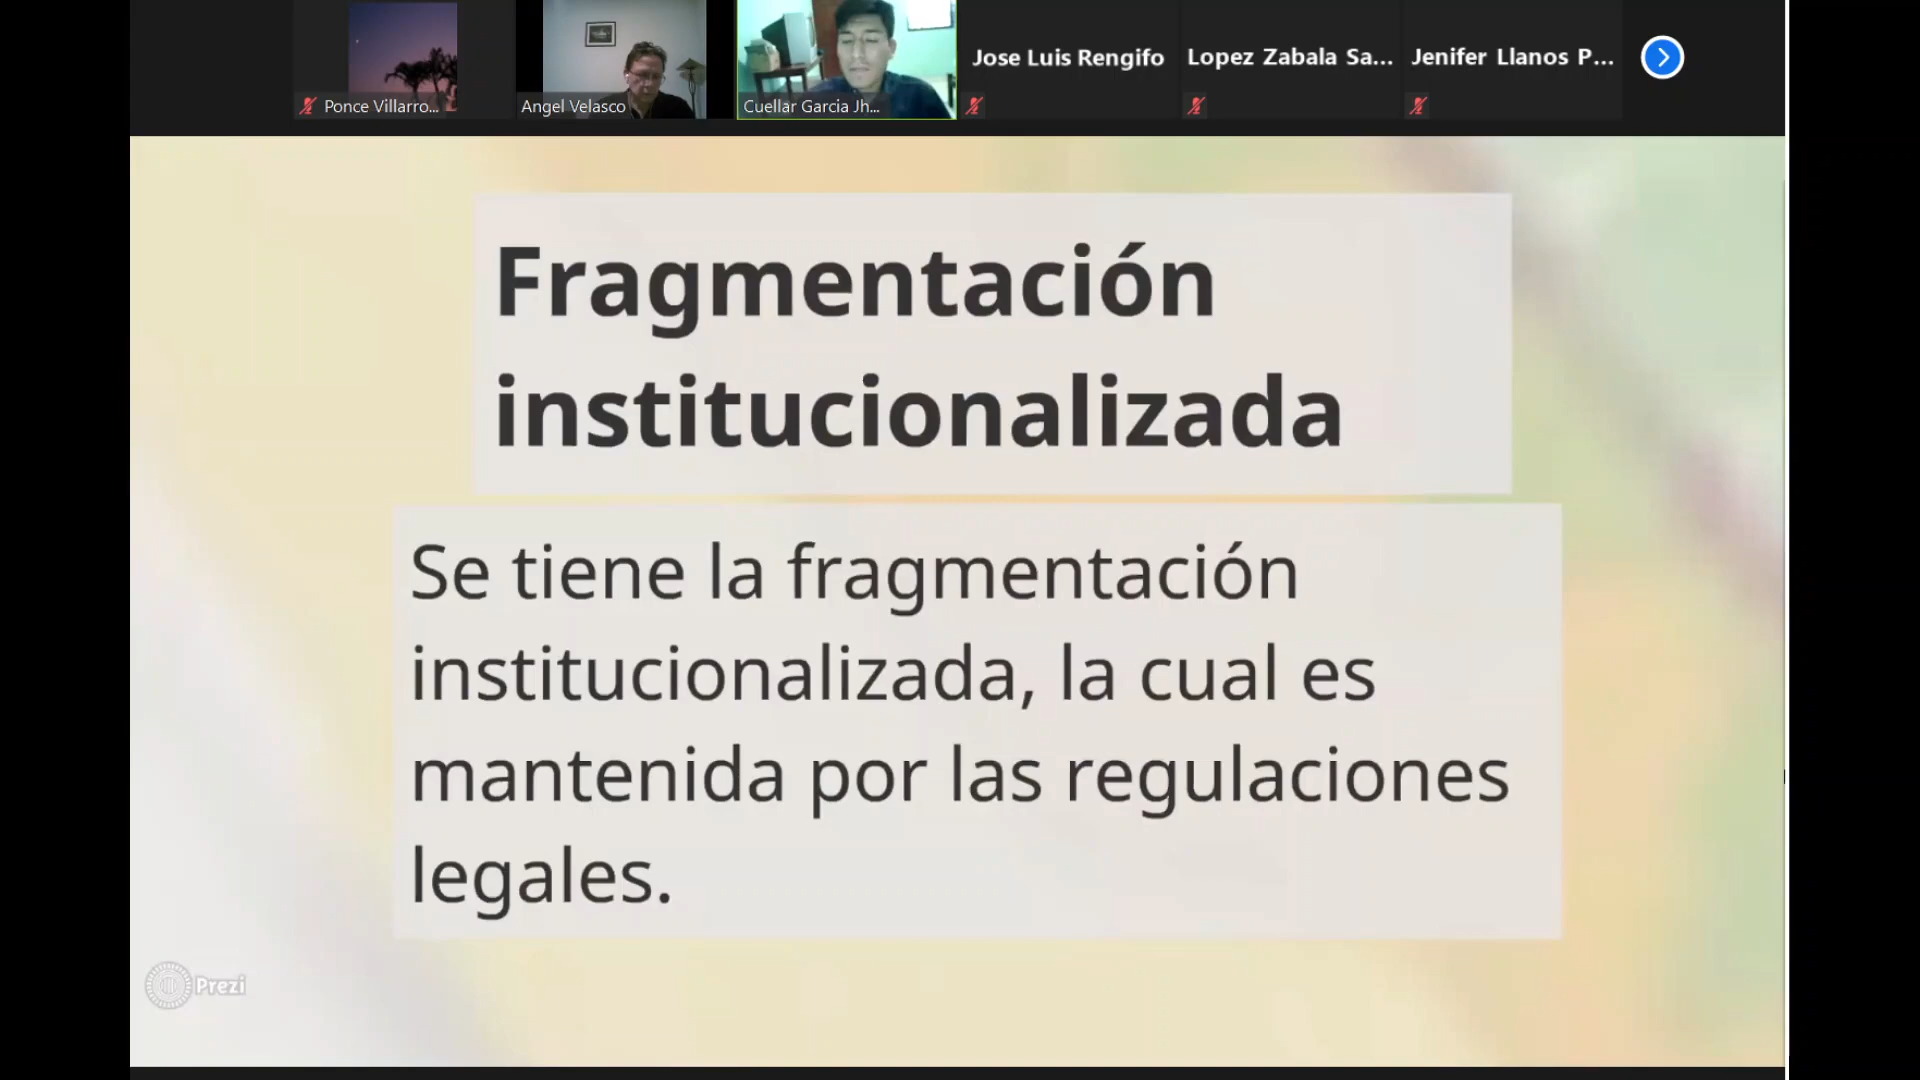 Ponce Villarro...
Angel Velasco
Cuellar Garcia Jh...
Jose Luis Rengifo
Lopez Zabala Sa...
Jenifer Llanos P...
Fragmentación
institucionalizada
Se tiene la fragmentación
institucionalizada, la cual es
mantenida por las regulaciones
legales.
Prezi